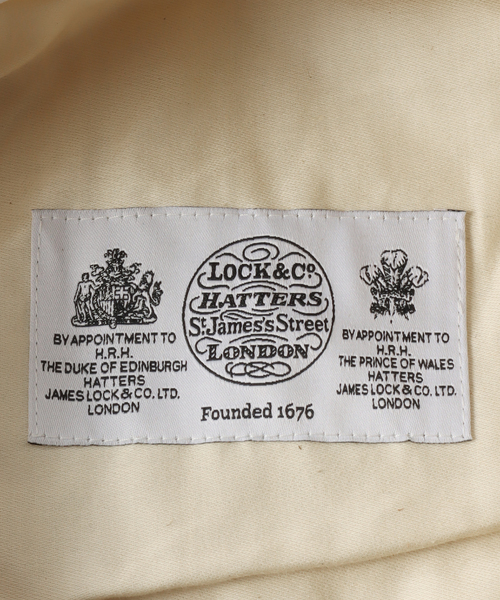 BY APPOINTMENT TO
H.R.H.
THE DUKE OF EDINBURGH
HATTERS
JAMES LOCK & CO. LTD.
LONDON
LOCK & Co.
HATTERS
St. James's Street
LONDON
Founded 1676
BY APPOINTMENT TO
H.R.H.
THE PRINCE OF WALES
HATTERS
JAMES LOCK & CO. LTD.
LONDON